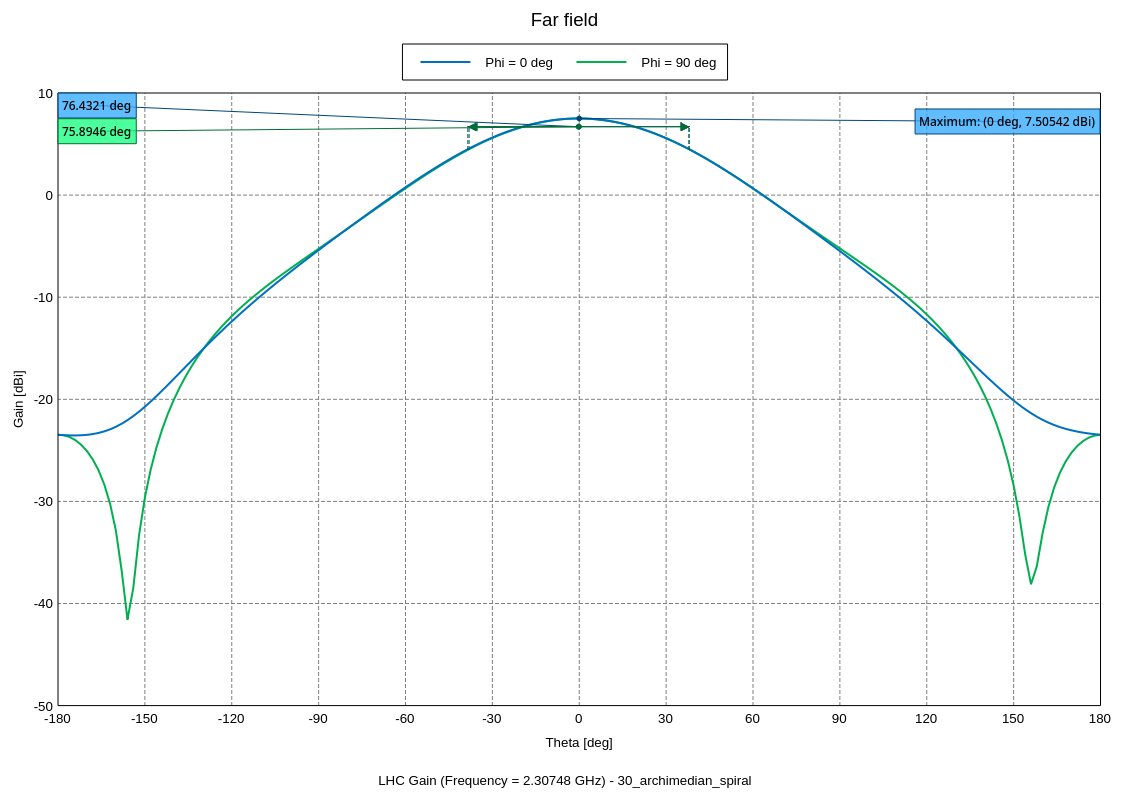 Far field
Phi = 0 deg Phi = 90 deg
10
76.4321 deg
Maximum: (0 deg, 7.50542 dBi)
75.8946 deg
0
-10
-20
Gain [dBi]
-30
-40
-50
-180 -150 -120 -90 -60 -30 0 30 60 90 120 150 180
Theta [deg]
LHC Gain (Frequency = 2.30748 GHz) - 30_archimedian_spiral